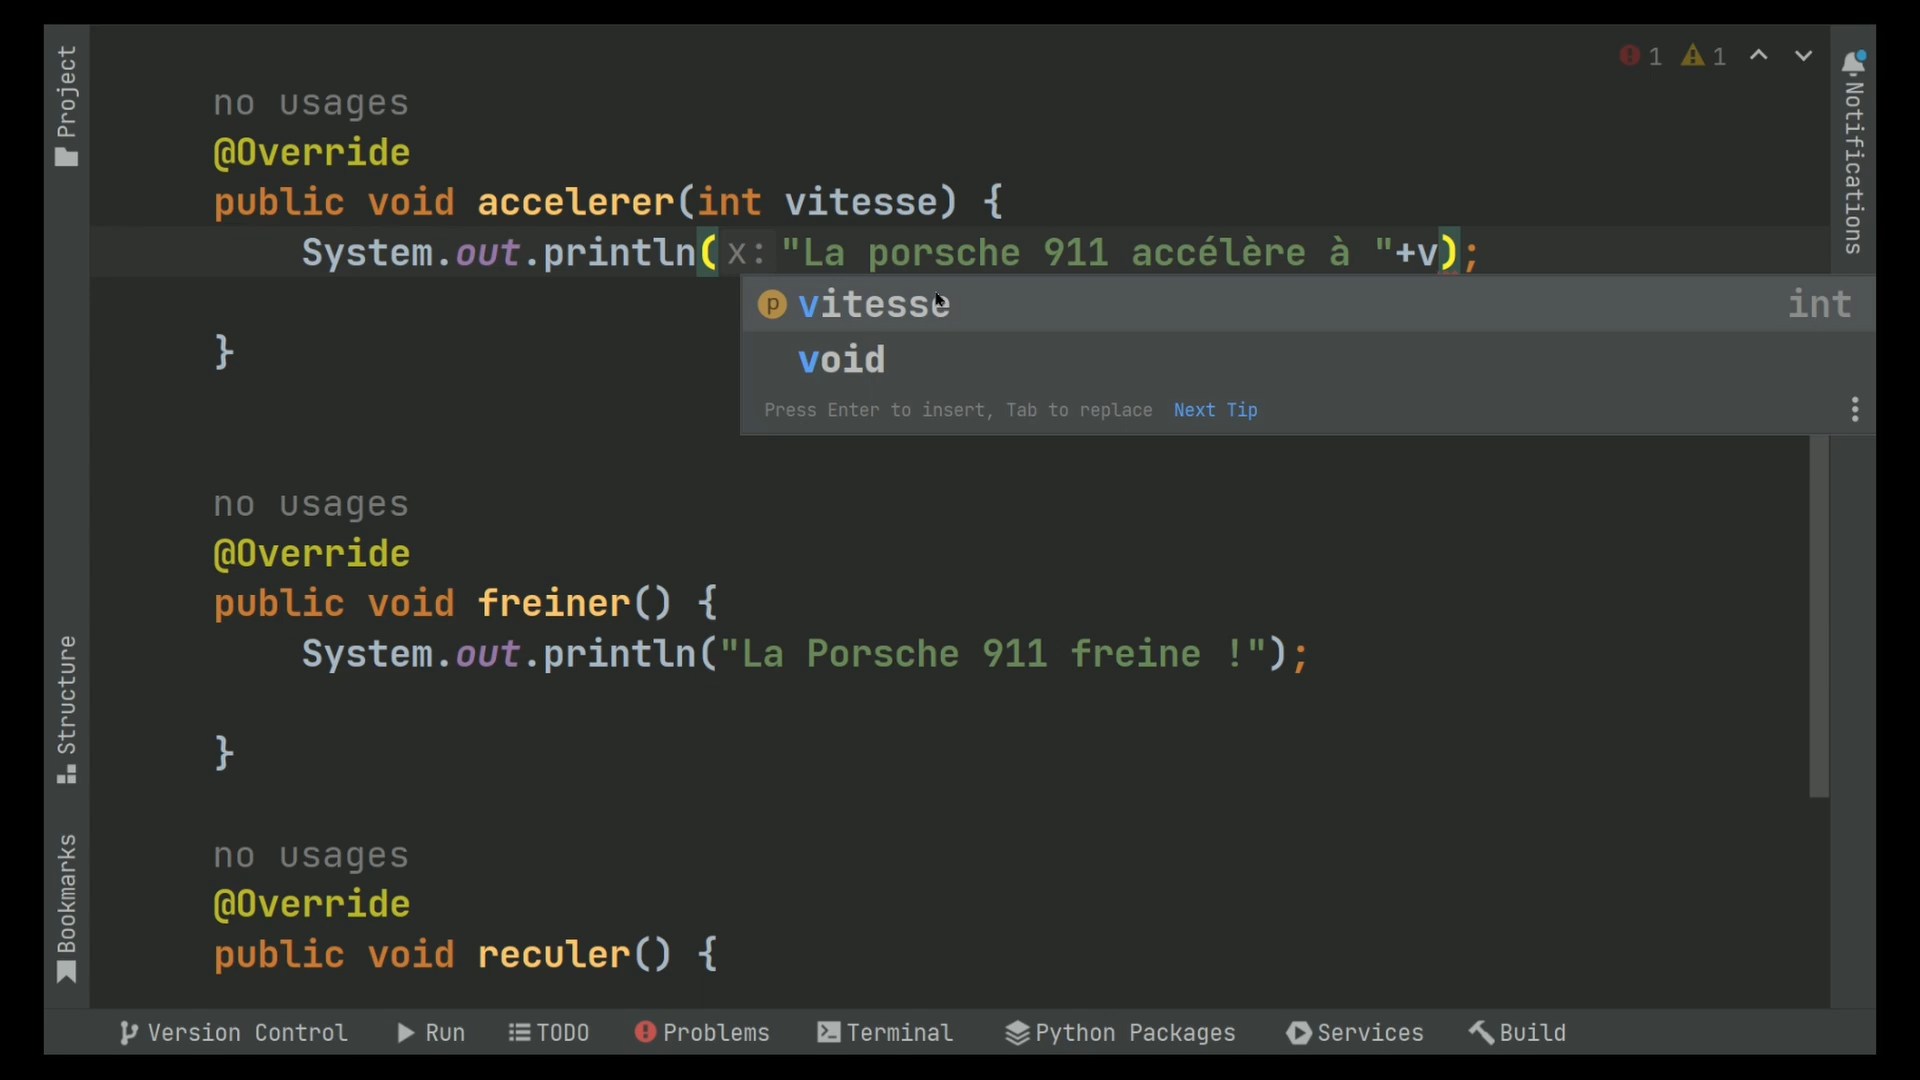 Project
1 1
Notifications
no usages
@Override
public void accelerer(int vitesse) {
System.out.println( x: "La porsche 911 accélère à "+v);
vitesse int
void
Press Enter to insert, Tab to replace Next Tip
}
no usages
@Override
public void freiner() {
System.out.println("La Porsche 911 freine !");
}
no usages
@Override
public void reculer() {
Structure
Bookmarks
Version Control Run TODO Problems Terminal Python Packages Services Build